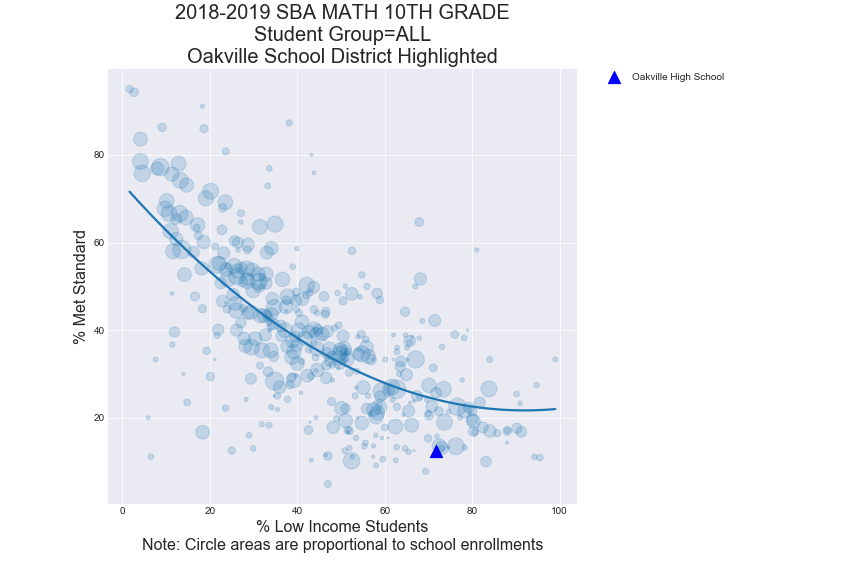 2018-2019 SBA MATH 10TH GRADE
Student Group=ALL
Oakville School District Highlighted
Oakville High School
80
60
40
20
% Met Standard
0 20 40 60 80 100
% Low Income Students
Note: Circle areas are proportional to school enrollments